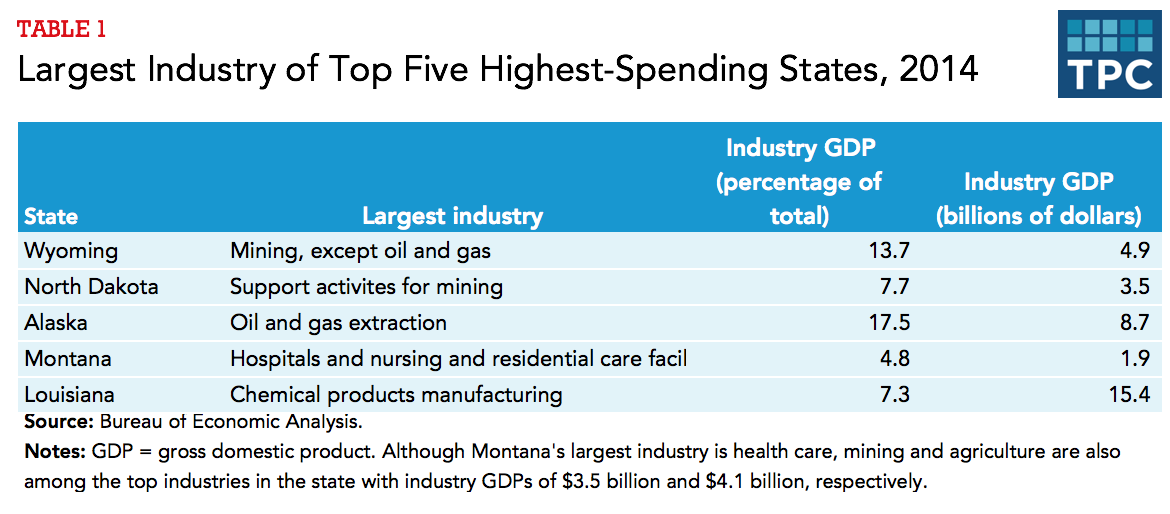 TABLE 1
Largest Industry of Top Five Highest-Spending States, 2014
TPC
State
Largest industry
Industry GDP
(percentage of
total)
Industry GDP
(billions of dollars)
Wyoming Mining, except oil and gas 13.7 4.9
North Dakota Support activites for mining 7.7 3.5
Alaska Oil and gas extraction 17.5 8.7
Montana Hospitals and nursing and residential care facil 4.8 1.9
Louisiana Chemical products manufacturing 7.3 15.4
Source: Bureau of Economic Analysis.
Notes: GDP = gross domestic product. Although Montana's largest industry is health care, mining and agriculture are also
among the top industries in the state with industry GDPs of $3.5 billion and $4.1 billion, respectively.